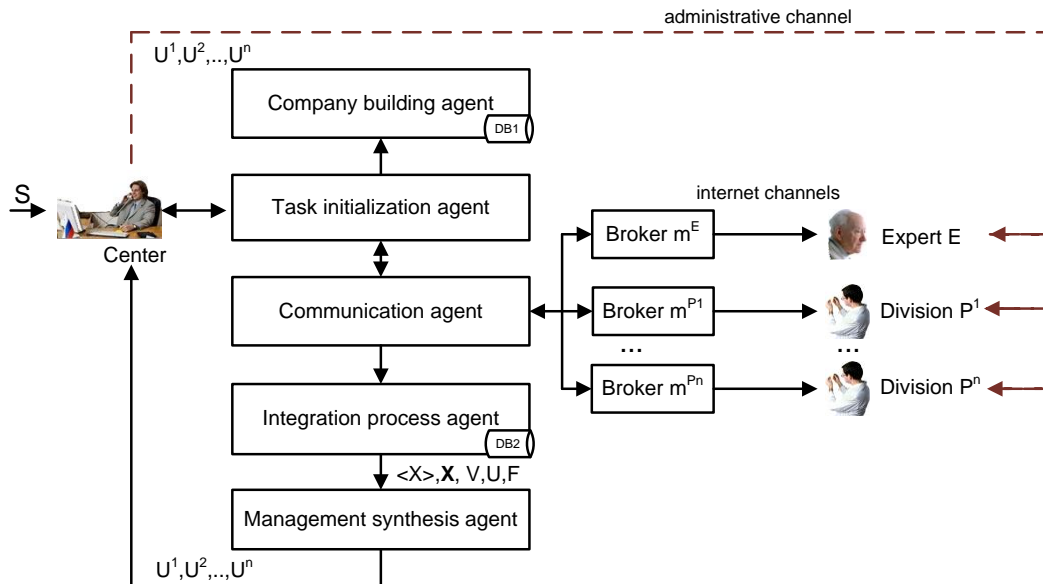 administrative channel
U¹,U²,..,Uⁿ
Company building agent
DB1
S
Center
Task initialization agent
internet channels
Broker mᴱ
Expert E
Communication agent
Broker mᴾ¹
Division P¹
...
...
Broker mᴾⁿ
Division Pⁿ
Integration process agent
DB2
<X>,X, V,U,F
Management synthesis agent
U¹,U²,..,Uⁿ